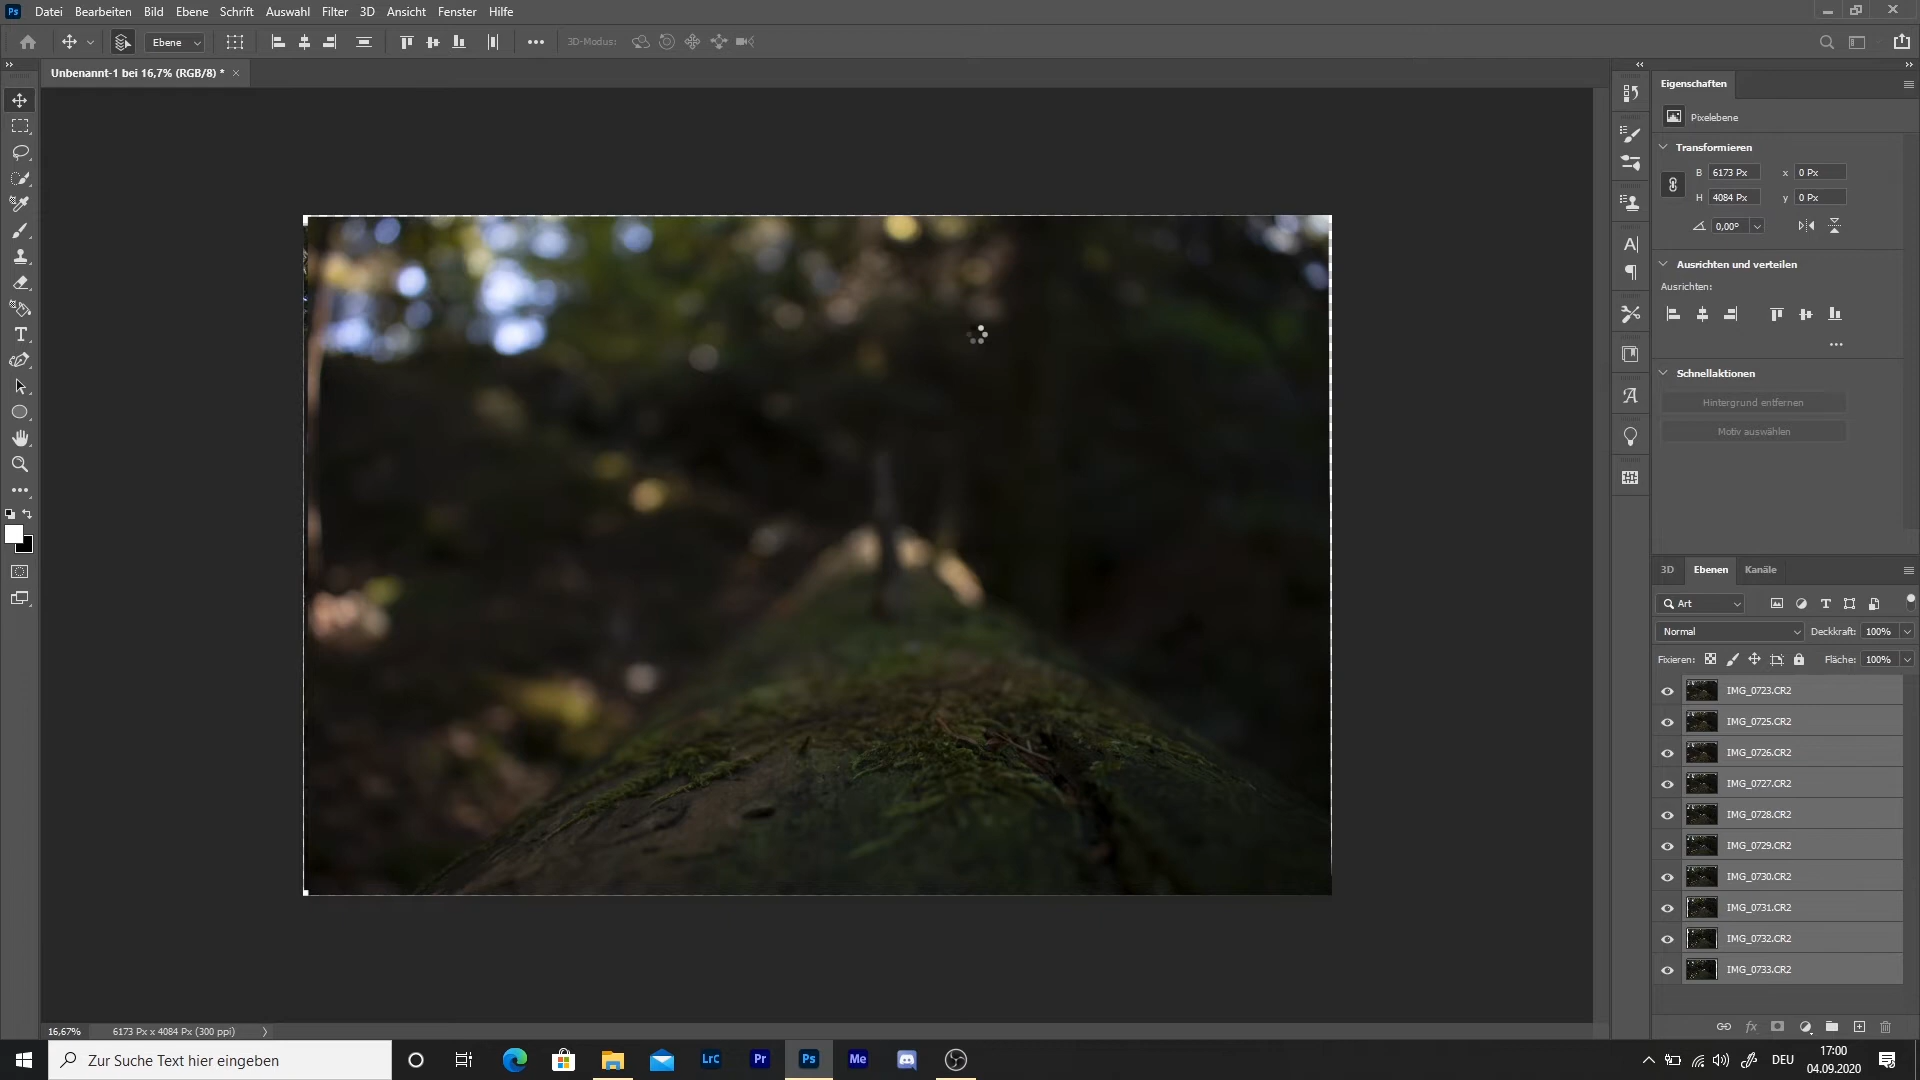 Ps Datei Bearbeiten Bild Ebene Schrift Auswahl Filter 3D Ansicht Fenster Hilfe
Ebene 3D-Modus:
Unbenannt-1 bei 16,7% (RGB/8) *
Eigenschaften
Pixelebene
Transformieren
B 6173 Px x 0 Px
H 4084 Px y 0 Px
0,00°
Ausrichten und verteilen
Ausrichten:
Schnellaktionen
Hintergrund entfernen
Motiv auswählen
3D Ebenen Kanäle
Art
Normal Deckkraft: 100%
Fixieren: Fläche: 100%
IMG_0723.CR2
IMG_0725.CR2
IMG_0726.CR2
IMG_0727.CR2
IMG_0728.CR2
IMG_0729.CR2
IMG_0730.CR2
IMG_0731.CR2
IMG_0732.CR2
IMG_0733.CR2
fx
16,67% 6173 Px x 4084 Px (300 ppi)
Zur Suche Text hier eingeben
LrC Pr Ps Me
DEU
17:00
04.09.2020